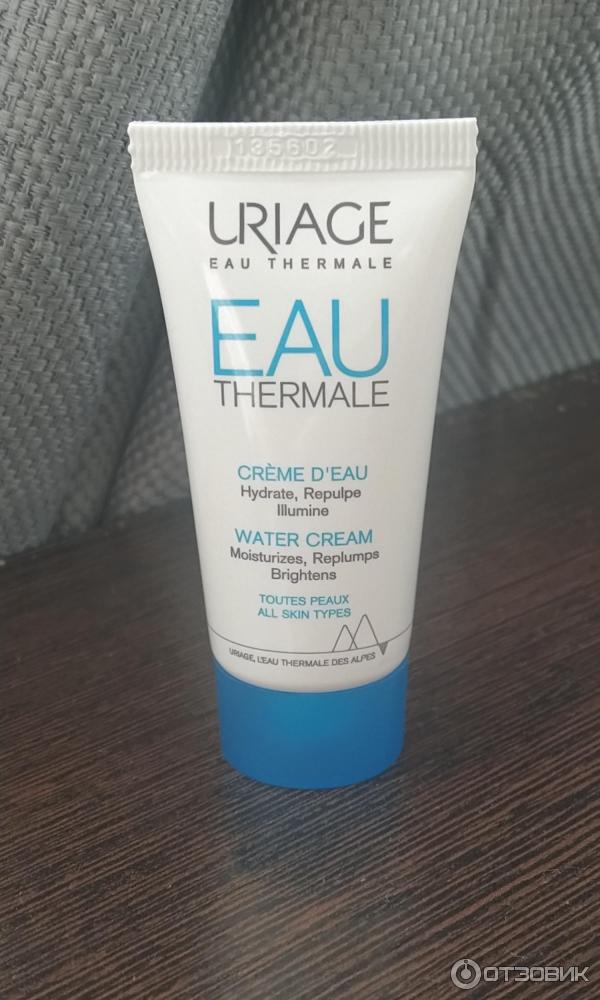 135602
URIAGE
EAU THERMALE
EAU
THERMALE
CRÈME D'EAU
Hydrate, Repulpe
Illumine
WATER CREAM
Moisturizes, Replumps
Brightens
TOUTES PEAUX
ALL SKIN TYPES
URIAGE, L'EAU THERMALE DES ALPES
ОТЗОВИК